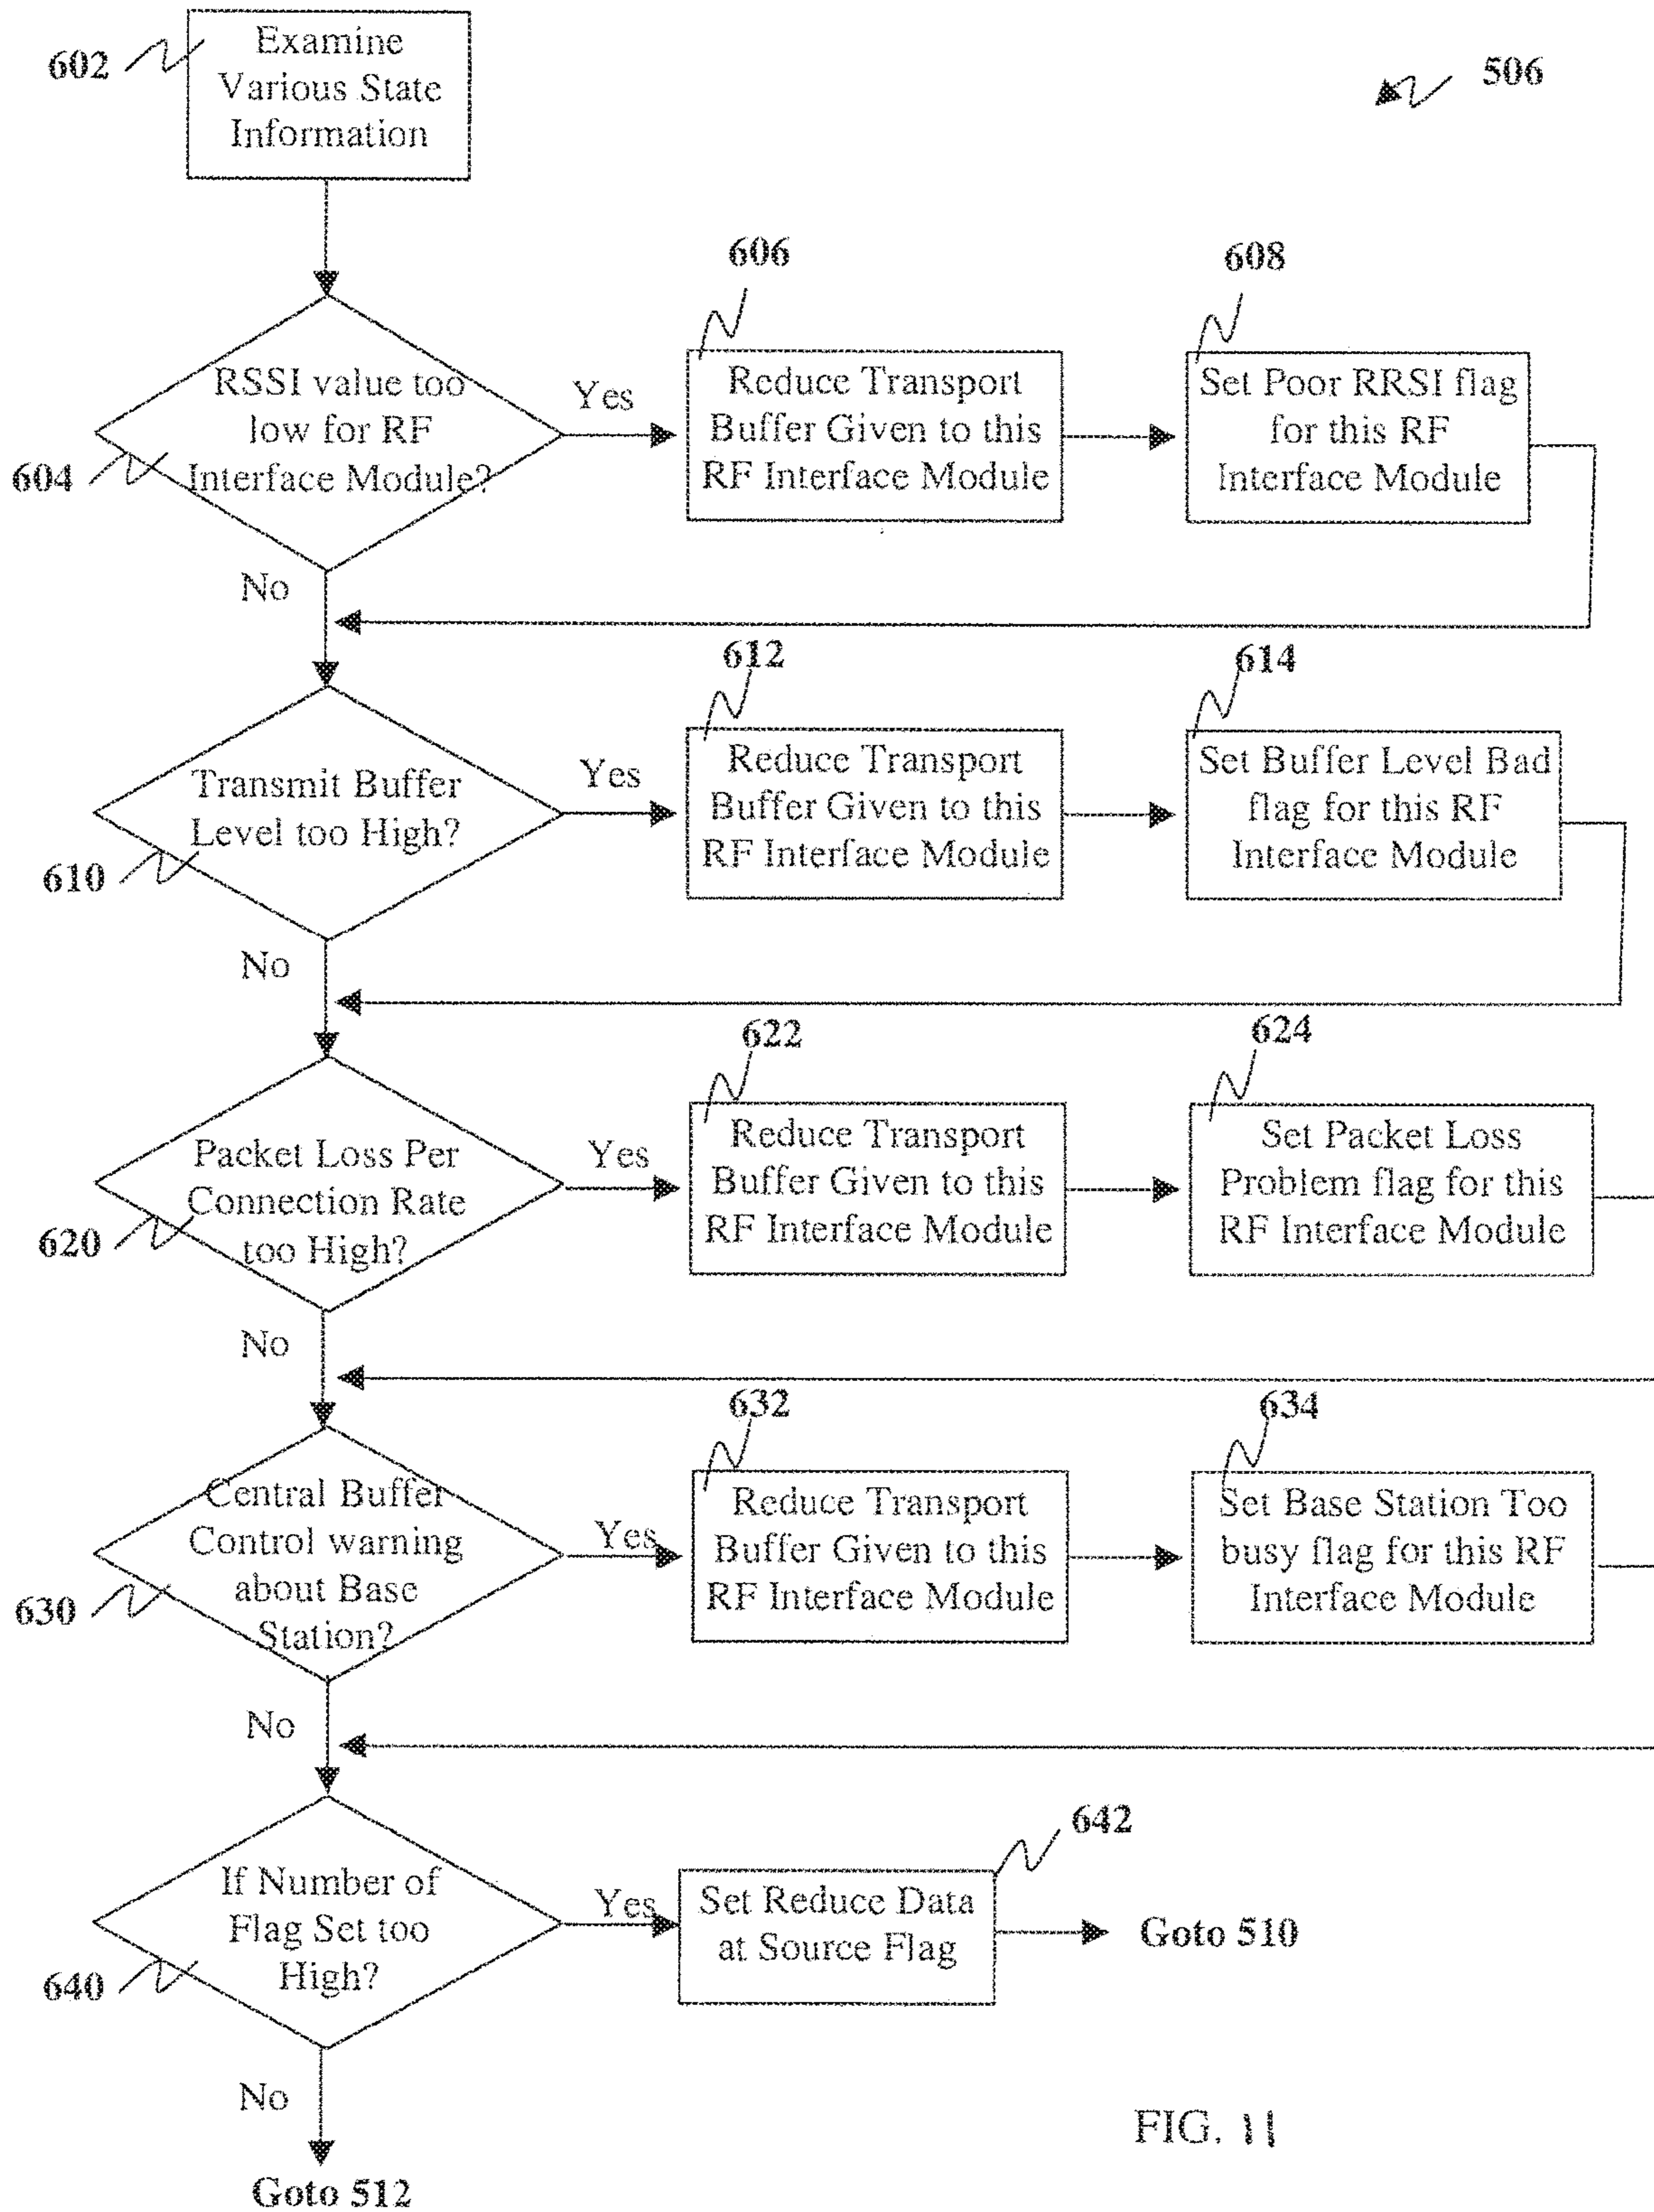 602
Examine
Various State
Information
506
604
RSSI value too
low for RF
Interface Module?
Yes
606
Reduce Transport
Buffer Given to this
RF Interface Module
608
Set Poor RRSI flag
for this RF
Interface Module
No
610
Transmit Buffer
Level too High?
Yes
612
Reduce Transport
Buffer Given to this
RF Interface Module
614
Set Buffer Level Bad
flag for this RF
Interface Module
No
620
Packet Loss Per
Connection Rate
too High?
Yes
622
Reduce Transport
Buffer Given to this
RF Interface Module
624
Set Packet Loss
Problem flag for this
RF Interface Module
No
630
Central Buffer
Control warning
about Base
Station?
Yes
632
Reduce Transport
Buffer Given to this
RF Interface Module
634
Set Base Station Too
busy flag for this RF
Interface Module
No
640
If Number of
Flag Set too
High?
Yes
642
Set Reduce Data
at Source Flag
Goto 510
No
Goto 512
FIG. 11